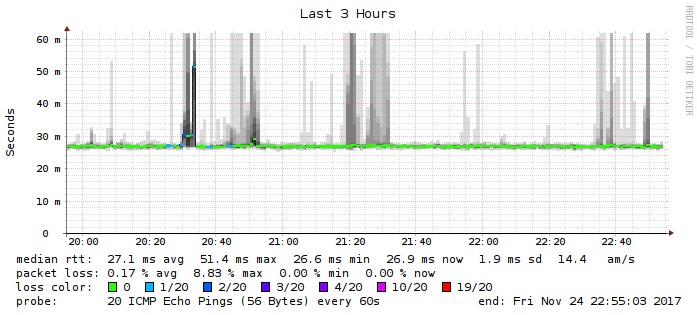 Last 3 Hours
RRDTOOL / TOBI OETIKER
Seconds
60 m
50 m
40 m
30 m
20 m
10 m
0
20:00 20:20 20:40 21:00 21:20 21:40 22:00 22:20 22:40
median rtt: 27.1 ms avg 51.4 ms max 26.6 ms min 26.9 ms now 1.9 ms sd 14.4 am/s
packet loss: 0.17 % avg 8.83 % max 0.00 % min 0.00 % now
loss color: 0 1/20 2/20 3/20 4/20 10/20 19/20
probe: 20 ICMP Echo Pings (56 Bytes) every 60s end: Fri Nov 24 22:55:03 2017